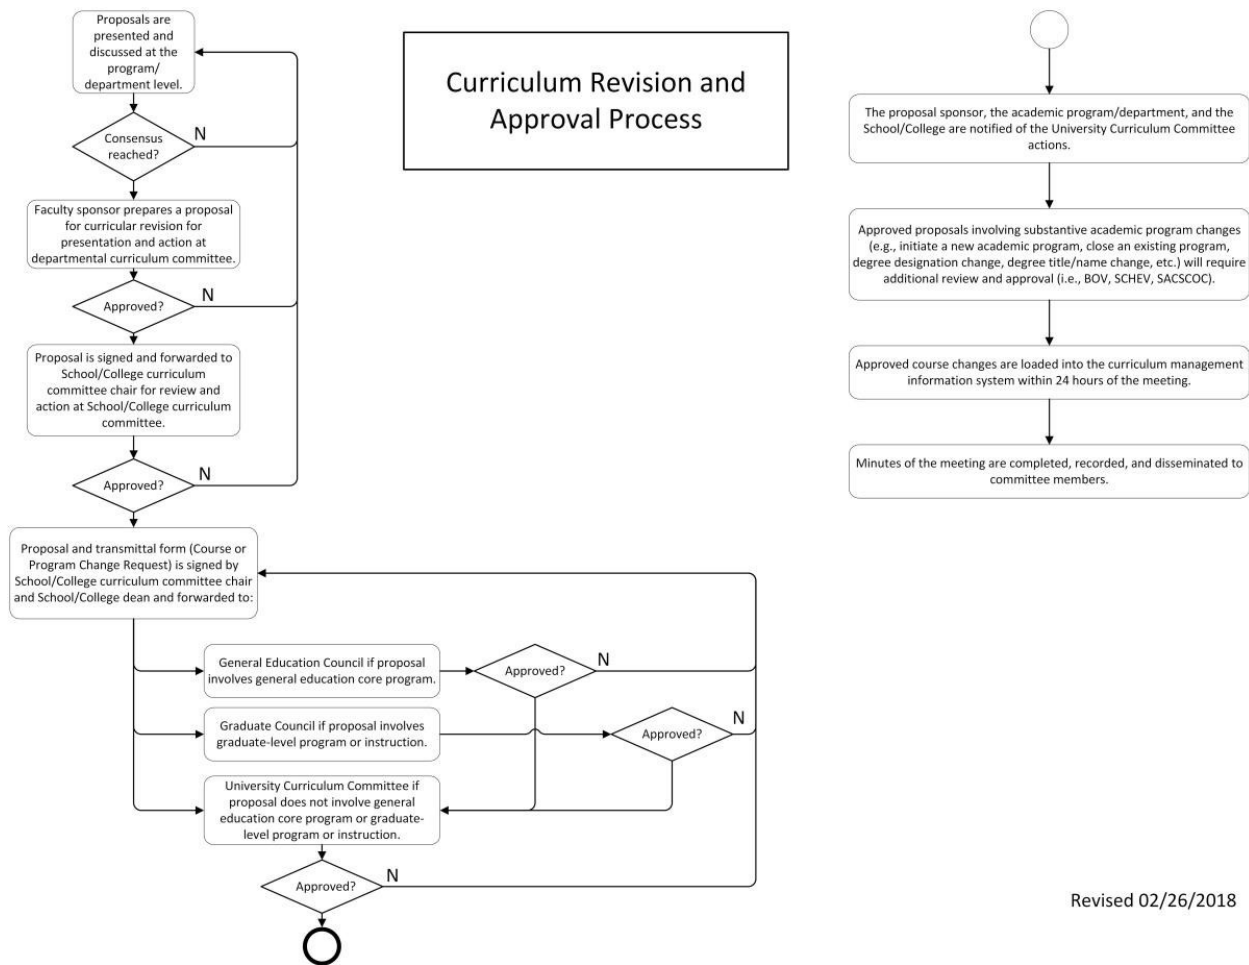 Proposals are
presented and
discussed at the
program/
department level.
Consensus
reached?
N
Faculty sponsor prepares a proposal
for curricular revision for
presentation and action at
departmental curriculum committee.
Approved?
N
Proposal is signed and forwarded to
School/College curriculum
committee chair for review and
action at School/College curriculum
committee.
Approved?
N
Proposal and transmittal form (Course or
Program Change Request) is signed by
School/College curriculum committee chair
and School/College dean and forwarded to:
General Education Council if proposal
involves general education core program.
Approved?
N
Graduate Council if proposal involves
graduate-level program or instruction.
Approved?
N
University Curriculum Committee if
proposal does not involve general
education core program or graduate-
level program or instruction.
Approved?
N
Curriculum Revision and
Approval Process
The proposal sponsor, the academic program/department, and the
School/College are notified of the University Curriculum Committee
actions.
Approved proposals involving substantive academic program changes
(e.g., initiate a new academic program, close an existing program,
degree designation change, degree title/name change, etc.) will require
additional review and approval (i.e., BOV, SCHEV, SACSCOC).
Approved course changes are loaded into the curriculum management
information system within 24 hours of the meeting.
Minutes of the meeting are completed, recorded, and disseminated to
committee members.
Revised 02/26/2018